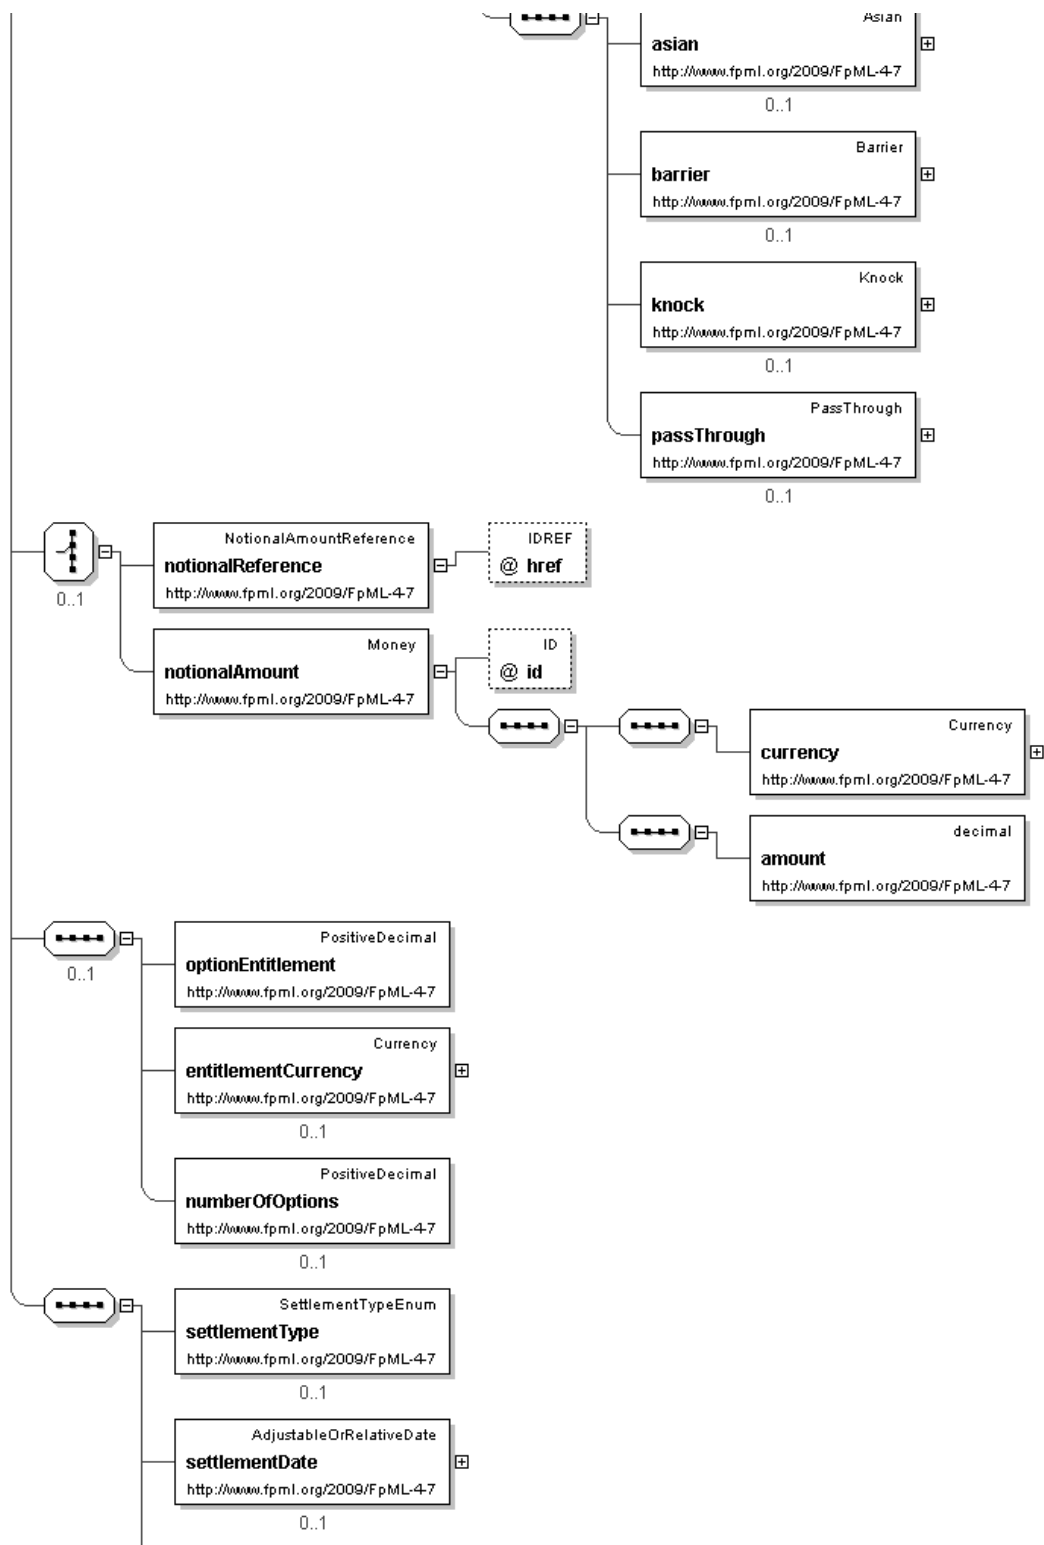 Asian
asian
http://www.fpml.org/2009/FpML-4-7
0..1
Barrier
barrier
http://www.fpml.org/2009/FpML-4-7
0..1
Knock
knock
http://www.fpml.org/2009/FpML-4-7
0..1
PassThrough
passThrough
http://www.fpml.org/2009/FpML-4-7
0..1
NotionalAmountReference
notionalReference
http://www.fpml.org/2009/FpML-4-7
IDREF
@ href
0..1
Money
notionalAmount
http://www.fpml.org/2009/FpML-4-7
ID
@ id
Currency
currency
http://www.fpml.org/2009/FpML-4-7
decimal
amount
http://www.fpml.org/2009/FpML-4-7
0..1
PositiveDecimal
optionEntitlement
http://www.fpml.org/2009/FpML-4-7
Currency
entitlementCurrency
http://www.fpml.org/2009/FpML-4-7
0..1
PositiveDecimal
numberOfOptions
http://www.fpml.org/2009/FpML-4-7
0..1
SettlementTypeEnum
settlementType
http://www.fpml.org/2009/FpML-4-7
0..1
AdjustableOrRelativeDate
settlementDate
http://www.fpml.org/2009/FpML-4-7
0..1